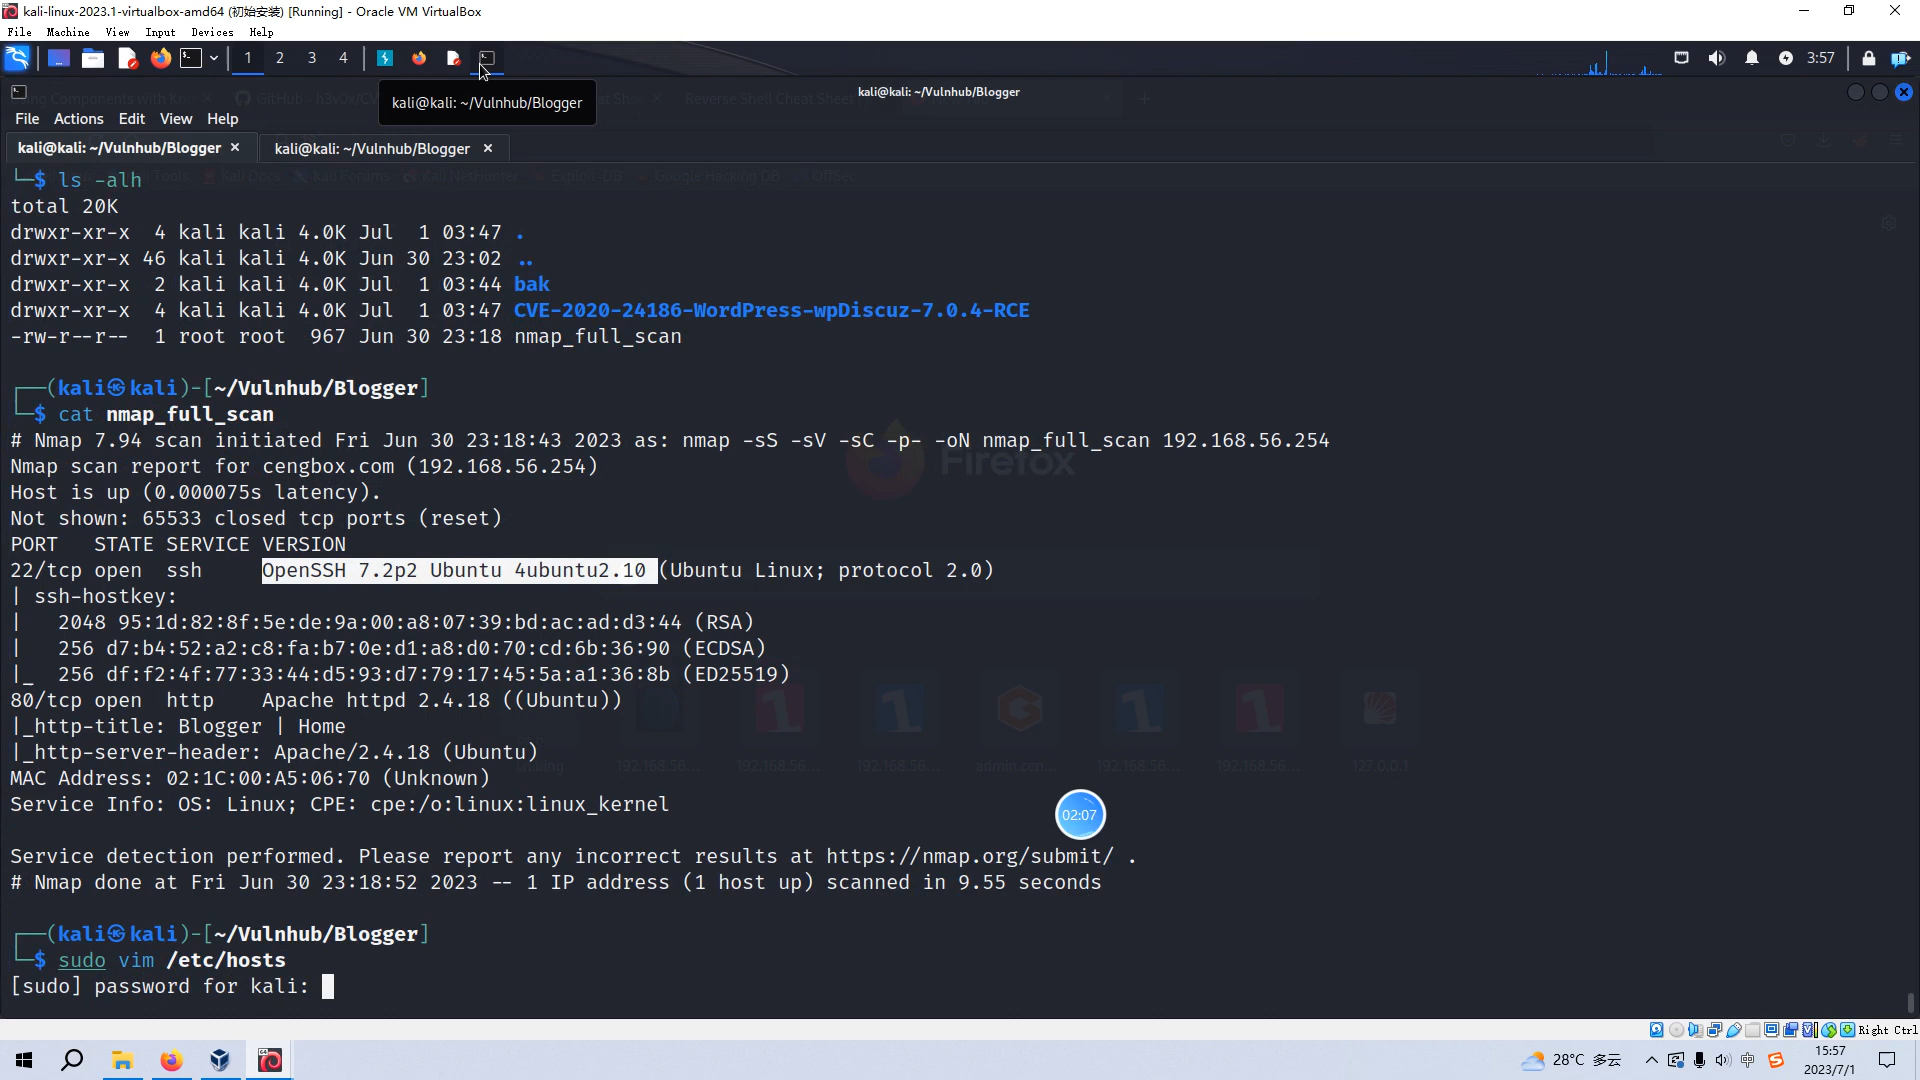 kali-linux-2023.1-virtualbox-amd64 (初始安装) [Running] - Oracle VM VirtualBox
File Machine View Input Devices Help
1 2 3 4 3:57
kali@kali: ~/Vulnhub/Blogger
kali@kali: ~/Vulnhub/Blogger
File Actions Edit View Help
kali@kali: ~/Vulnhub/Blogger kali@kali: ~/Vulnhub/Blogger
└─$ ls -alh
total 20K
drwxr-xr-x  4 kali kali 4.0K Jul  1 03:47 .
drwxr-xr-x 46 kali kali 4.0K Jun 30 23:02 ..
drwxr-xr-x  2 kali kali 4.0K Jul  1 03:44 bak
drwxr-xr-x  4 kali kali 4.0K Jul  1 03:47 CVE-2020-24186-WordPress-wpDiscuz-7.0.4-RCE
-rw-r--r--  1 root root  967 Jun 30 23:18 nmap_full_scan
┌──(kali㉿kali)-[~/Vulnhub/Blogger]
└─$ cat nmap_full_scan
# Nmap 7.94 scan initiated Fri Jun 30 23:18:43 2023 as: nmap -sS -sV -sC -p- -oN nmap_full_scan 192.168.56.254
Nmap scan report for cengbox.com (192.168.56.254)
Host is up (0.000075s latency).
Not shown: 65533 closed tcp ports (reset)
PORT   STATE SERVICE VERSION
22/tcp open  ssh     OpenSSH 7.2p2 Ubuntu 4ubuntu2.10 (Ubuntu Linux; protocol 2.0)
| ssh-hostkey:
|   2048 95:1d:82:8f:5e:de:9a:00:a8:07:39:bd:ac:ad:d3:44 (RSA)
|   256 d7:b4:52:a2:c8:fa:b7:0e:d1:a8:d0:70:cd:6b:36:90 (ECDSA)
|_  256 df:f2:4f:77:33:44:d5:93:d7:79:17:45:5a:a1:36:8b (ED25519)
80/tcp open  http    Apache httpd 2.4.18 ((Ubuntu))
|_http-title: Blogger | Home
|_http-server-header: Apache/2.4.18 (Ubuntu)
MAC Address: 02:1C:00:A5:06:70 (Unknown)
Service Info: OS: Linux; CPE: cpe:/o:linux:linux_kernel
02:07
Service detection performed. Please report any incorrect results at https://nmap.org/submit/ .
# Nmap done at Fri Jun 30 23:18:52 2023 -- 1 IP address (1 host up) scanned in 9.55 seconds
┌──(kali㉿kali)-[~/Vulnhub/Blogger]
└─$ sudo vim /etc/hosts
[sudo] password for kali:
Right Ctrl
28°C 多云 中 15:57
2023/7/1